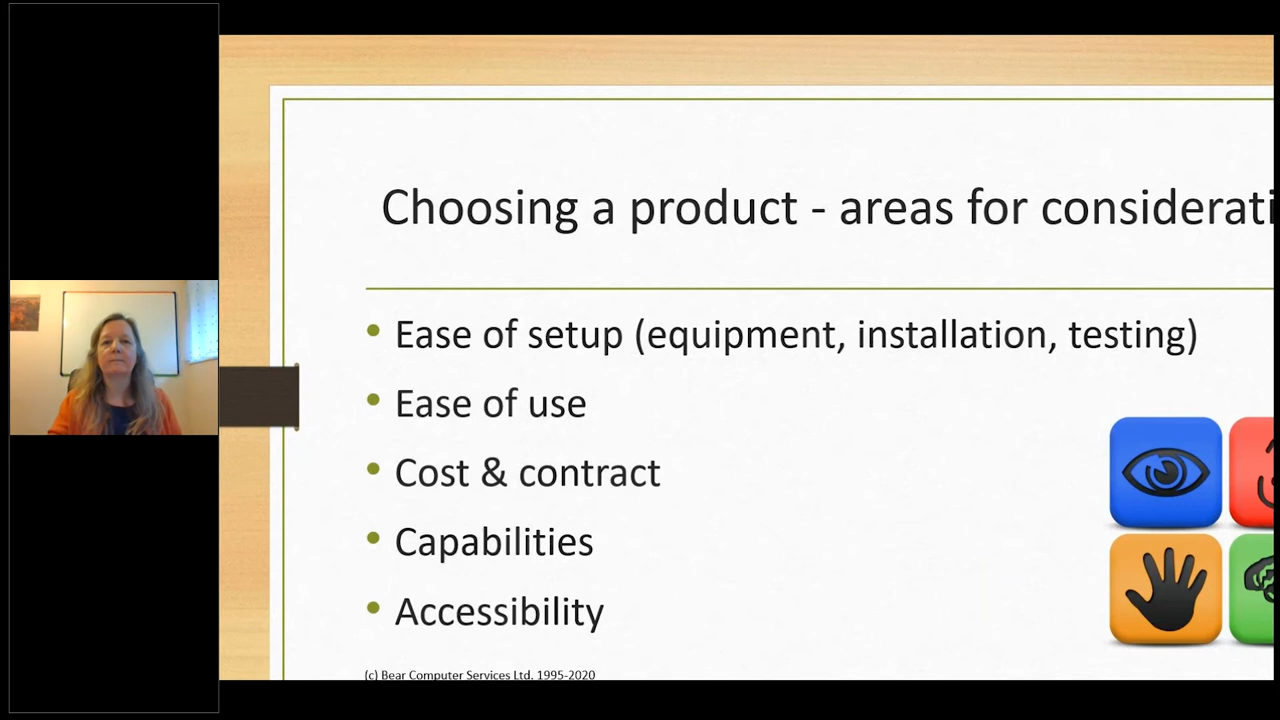 Choosing a product - areas for considerati
Ease of setup (equipment, installation, testing)
Ease of use
Cost & contract
Capabilities
Accessibility
(c) Bear Computer Services Ltd. 1995-2020